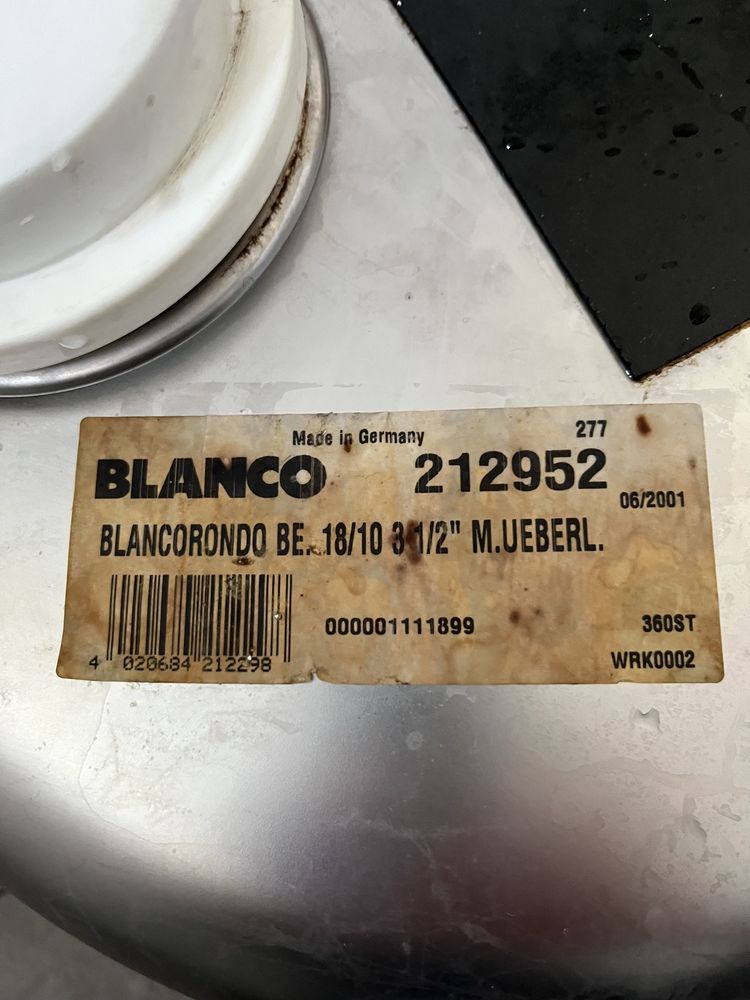 Made in Germany 277
BLANCO 212952
06/2001
BLANCORONDO BE. 18/10 3 1/2" M.UEBERL.
000001111899 360ST
4 020684 212298 WRK0002